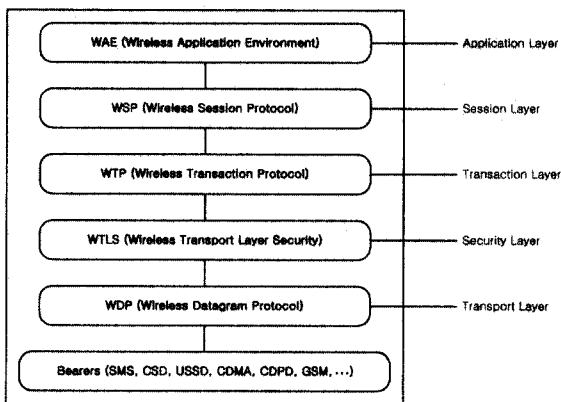 WAE (Wireless Application Environment) Application Layer
WSP (Wireless Session Protocol) Session Layer
WTP (Wireless Transaction Protocol) Transaction Layer
WTLS (Wireless Transport Layer Security) Security Layer
WDP (Wireless Datagram Protocol) Transport Layer
Bearers (SMS, CSD, USSD, CDMA, CDPD, GSM, ···)